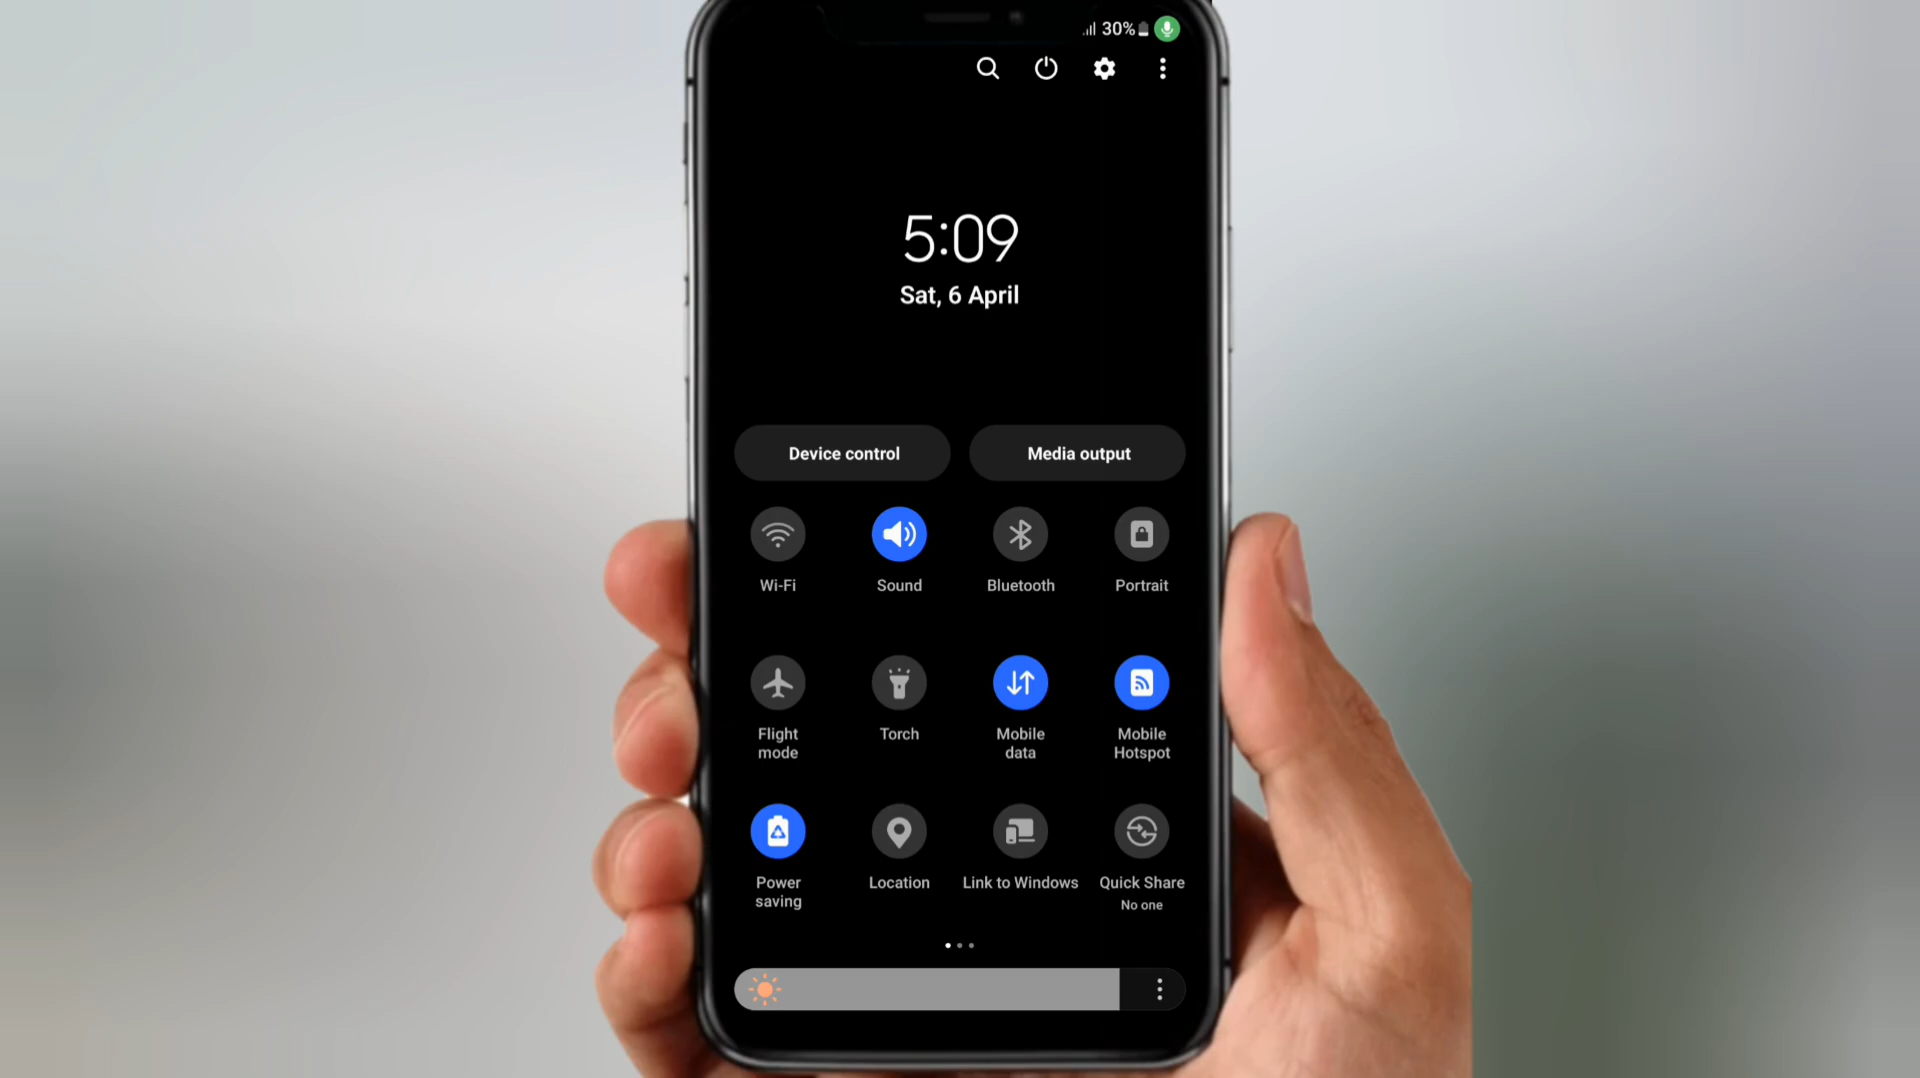 30%
5:09
Sat, 6 April
Device control
Media output
Wi-Fi
Sound
Bluetooth
Portrait
Flight mode
Torch
Mobile data
Mobile Hotspot
Power saving
Location
Link to Windows
Quick Share
No one